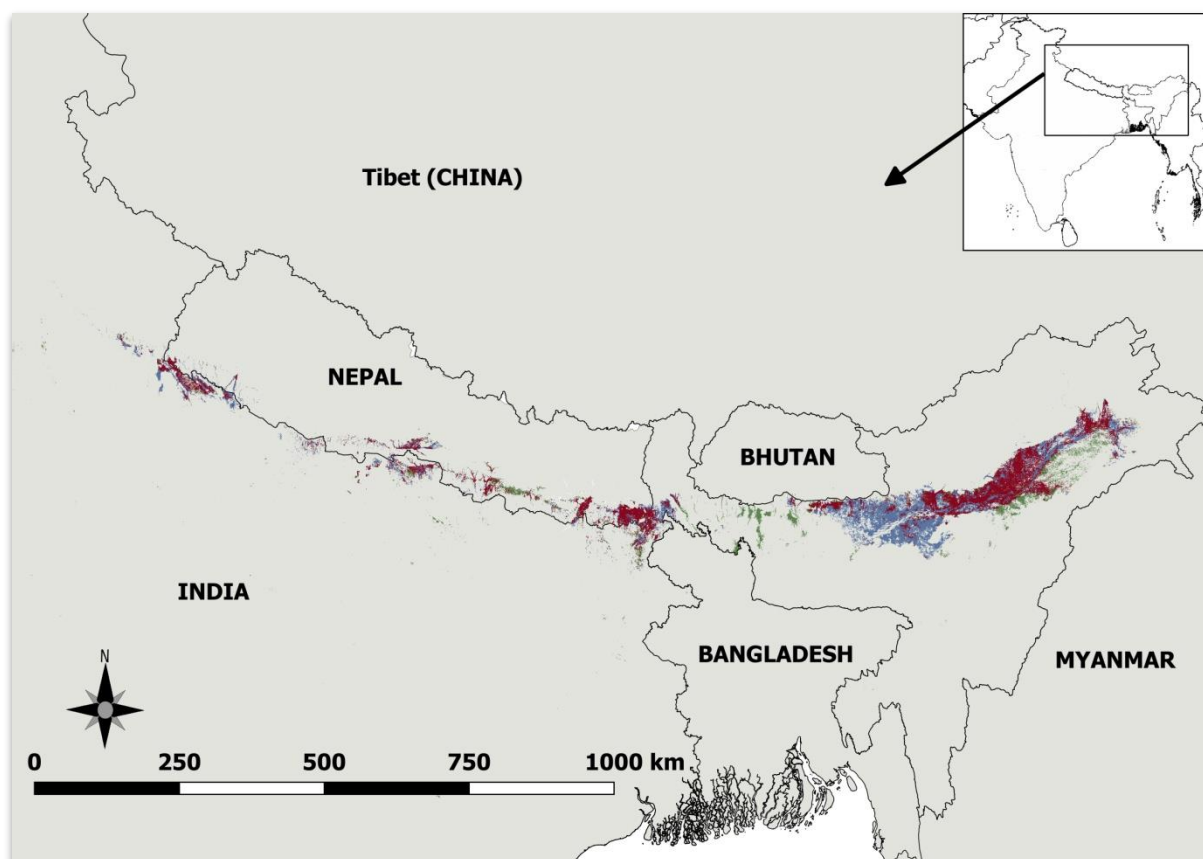 Tibet (CHINA)
NEPAL
BHUTAN
INDIA
BANGLADESH
MYANMAR
N
0 250 500 750 1000 km